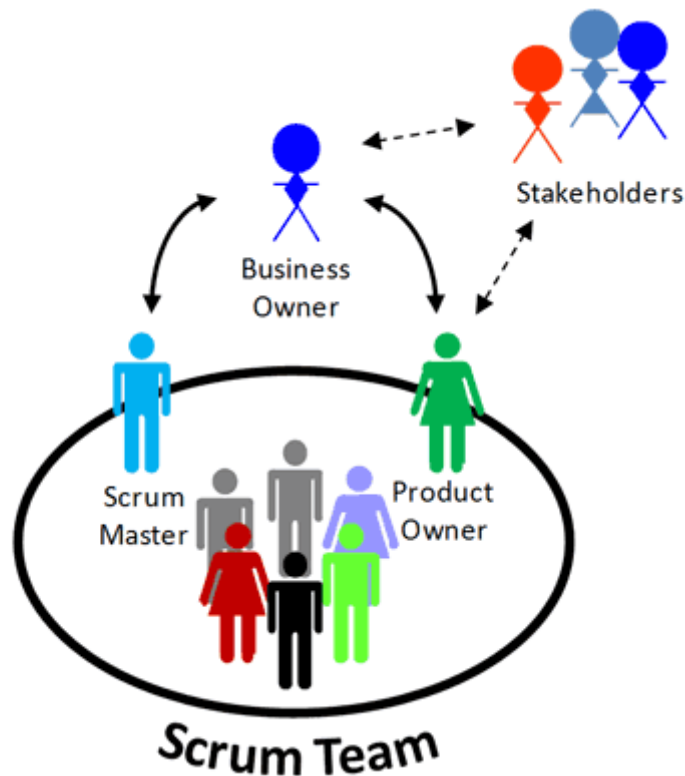 Stakeholders
Business
Owner
Scrum
Master
Product
Owner
Scrum Team